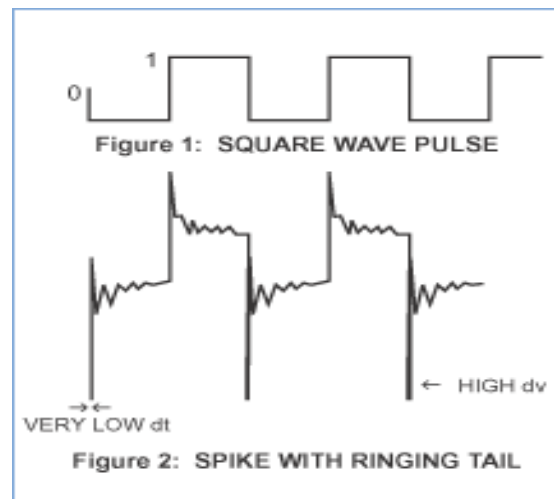 1
0
Figure 1: SQUARE WAVE PULSE
← HIGH dv
→ ←
VERY LOW dt
Figure 2: SPIKE WITH RINGING TAIL